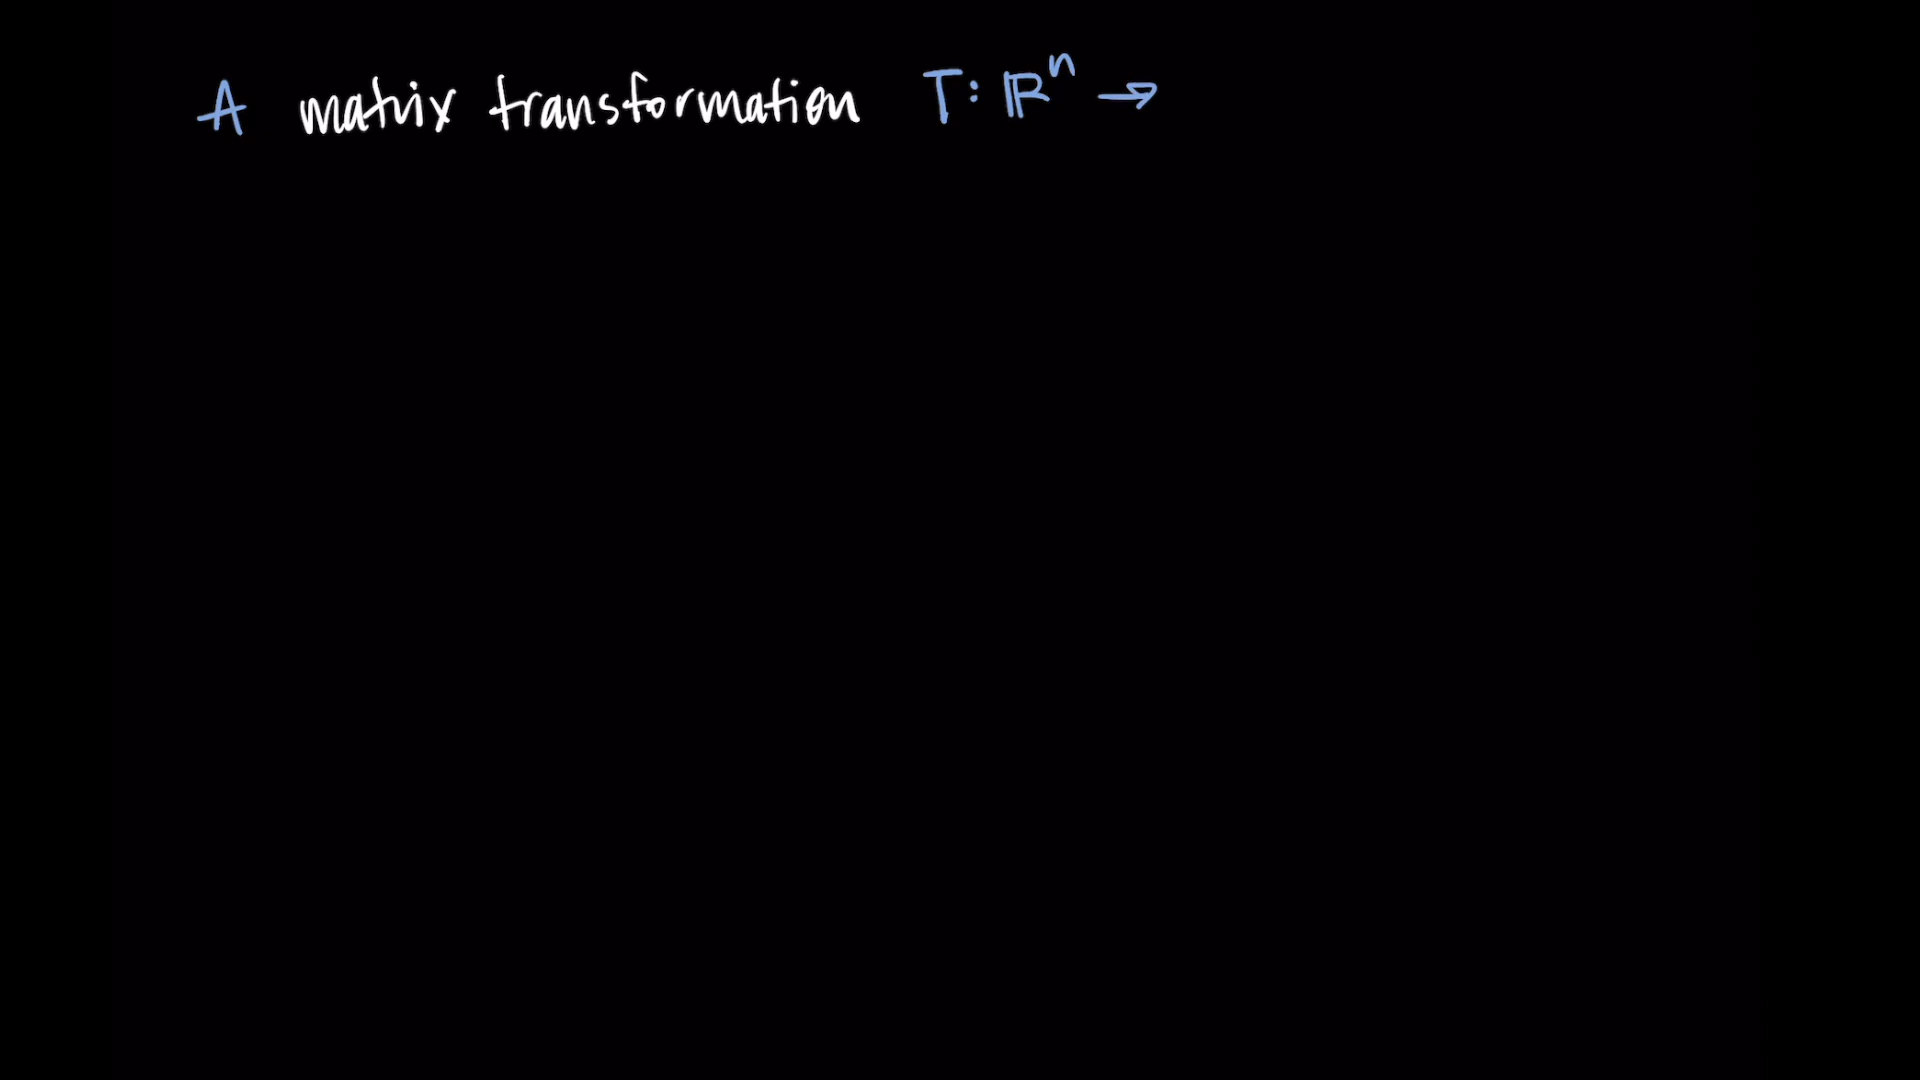 A matrix transformation T: ℝⁿ →